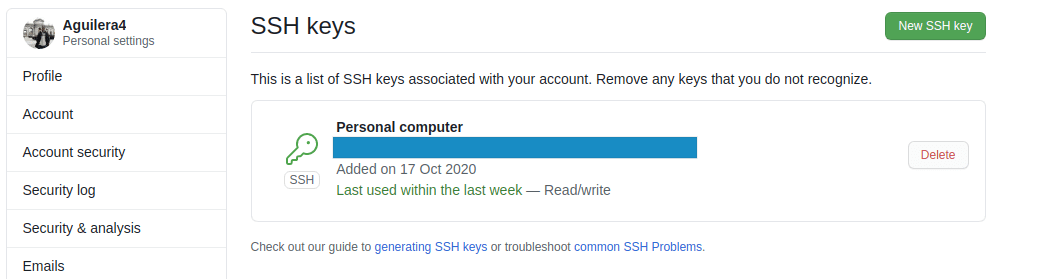 Aguilera4
Personal settings
Profile
Account
Account security
Security log
Security & analysis
Emails
SSH keys
New SSH key
This is a list of SSH keys associated with your account. Remove any keys that you do not recognize.
Personal computer
SSH
Added on 17 Oct 2020
Last used within the last week — Read/write
Delete
Check out our guide to generating SSH keys or troubleshoot common SSH Problems.